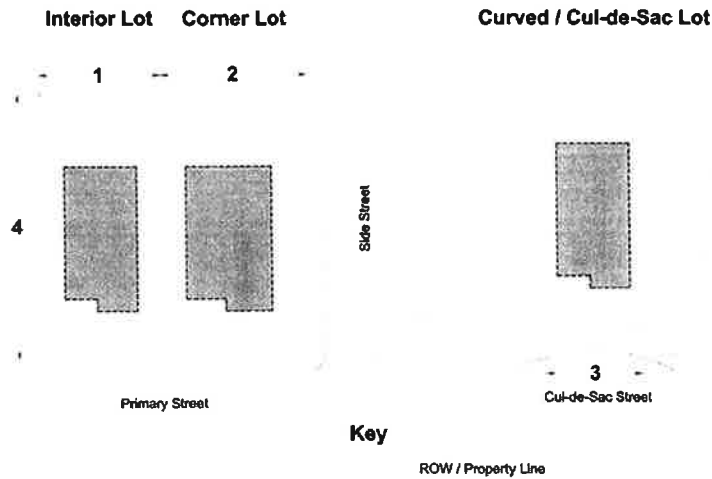 Interior Lot Corner Lot Curved / Cul-de-Sac Lot
1 2
4
Side Street
3
Primary Street Cul-de-Sac Street
Key
ROW / Property Line